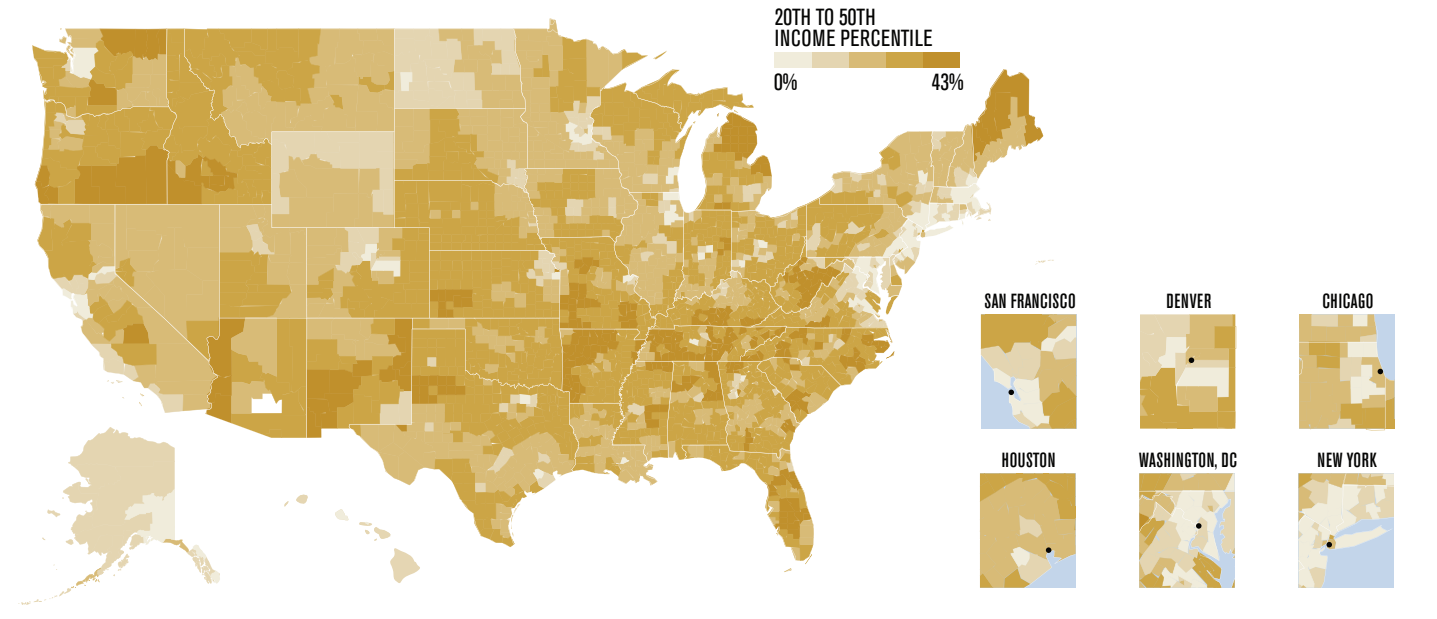 20TH TO 50TH
INCOME PERCENTILE
0% 43%
SAN FRANCISCO DENVER CHICAGO
HOUSTON WASHINGTON, DC NEW YORK